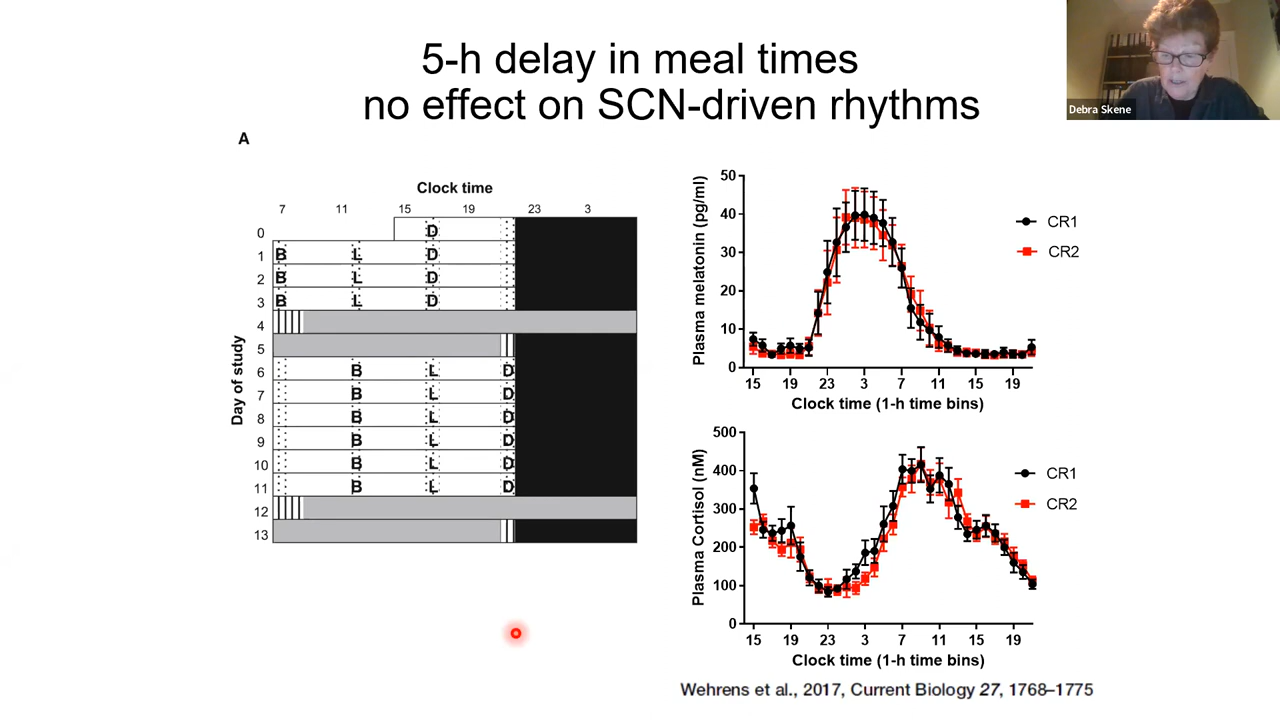 5-h delay in meal times
no effect on SCN-driven rhythms
Debra Skene
A
Clock time
7 11 15 19 23 3
Day of study
0 D
1 B L D
2 B L D
3 B L D
4
5
6 B L D
7 B L D
8 B L D
9 B L D
10 B L D
11 B L D
12
13
Plasma melatonin (pg/ml)
50
40
30
20
10
0
15 19 23 3 7 11 15 19
Clock time (1-h time bins)
CR1
CR2
Plasma Cortisol (nM)
500
400
300
200
100
0
15 19 23 3 7 11 15 19
Clock time (1-h time bins)
CR1
CR2
Wehrens et al., 2017, Current Biology 27, 1768–1775